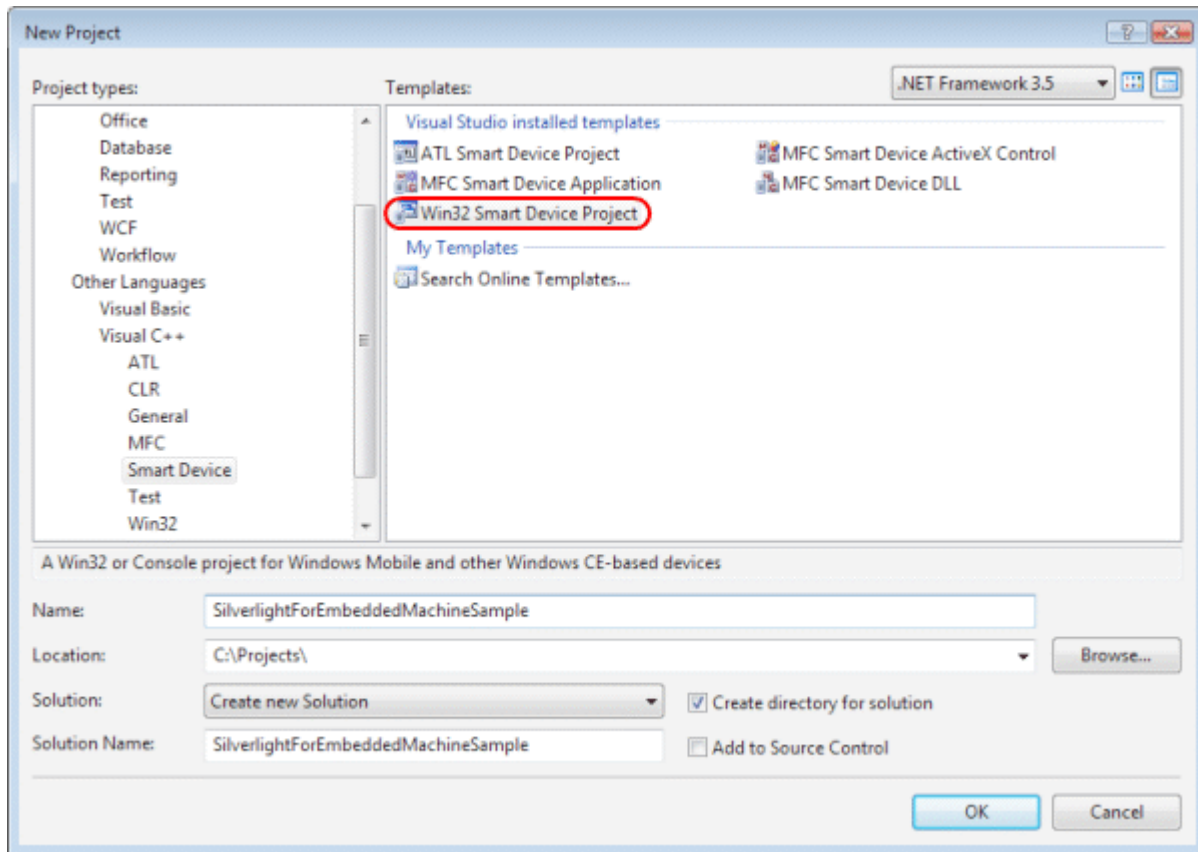 New Project
Project types:
Templates:
.NET Framework 3.5
Office
Database
Reporting
Test
WCF
Workflow
Other Languages
Visual Basic
Visual C++
ATL
CLR
General
MFC
Smart Device
Test
Win32
Visual Studio installed templates
ATL Smart Device Project
MFC Smart Device ActiveX Control
MFC Smart Device Application
MFC Smart Device DLL
Win32 Smart Device Project
My Templates
Search Online Templates...
A Win32 or Console project for Windows Mobile and other Windows CE-based devices
Name:
SilverlightForEmbeddedMachineSample
Location:
C:\Projects\
Browse...
Solution:
Create new Solution
Create directory for solution
Solution Name:
SilverlightForEmbeddedMachineSample
Add to Source Control
OK
Cancel